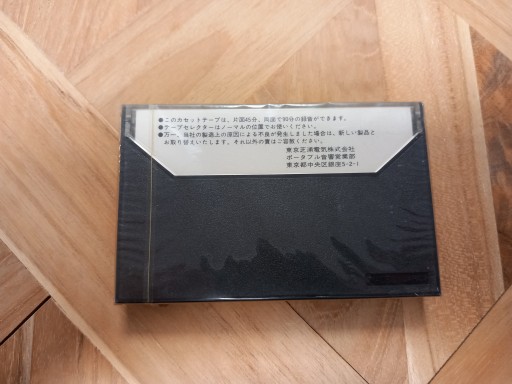 ●このカセットテープは、片面45分、両面で90分の録音ができます。
●テープセレクターはノーマルの位置でお使いください。
●万一、当社の製造上の原因による不良が発生しました場合は、新しい製品と
お取り替えいたします。それ以外の責はご容赦ください。
東京芝浦電気株式会社
ポータブル音響営業部
東京都中央区銀座5-2-1